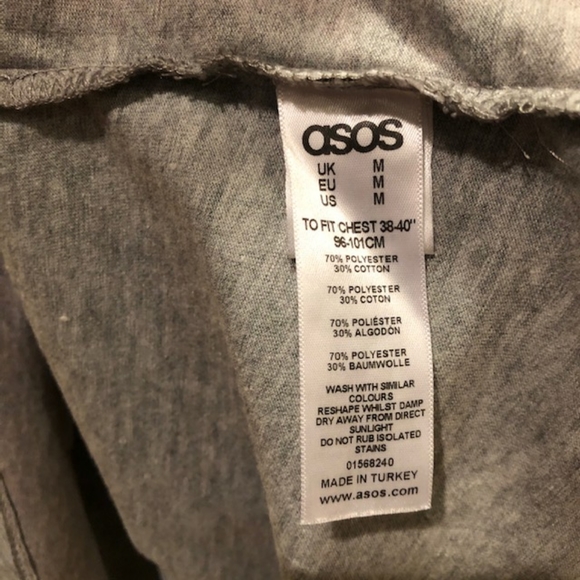 asos
UK M
EU M
US M
TO FIT CHEST 38-40"
96-101CM
70% POLYESTER
30% COTTON
70% POLYESTER
30% COTON
70% POLIÉSTER
30% ALGODÓN
70% POLYESTER
30% BAUMWOLLE
WASH WITH SIMILAR
COLOURS
RESHAPE WHILST DAMP
DRY AWAY FROM DIRECT
SUNLIGHT
DO NOT RUB ISOLATED
STAINS
01568240
MADE IN TURKEY
www.asos.com